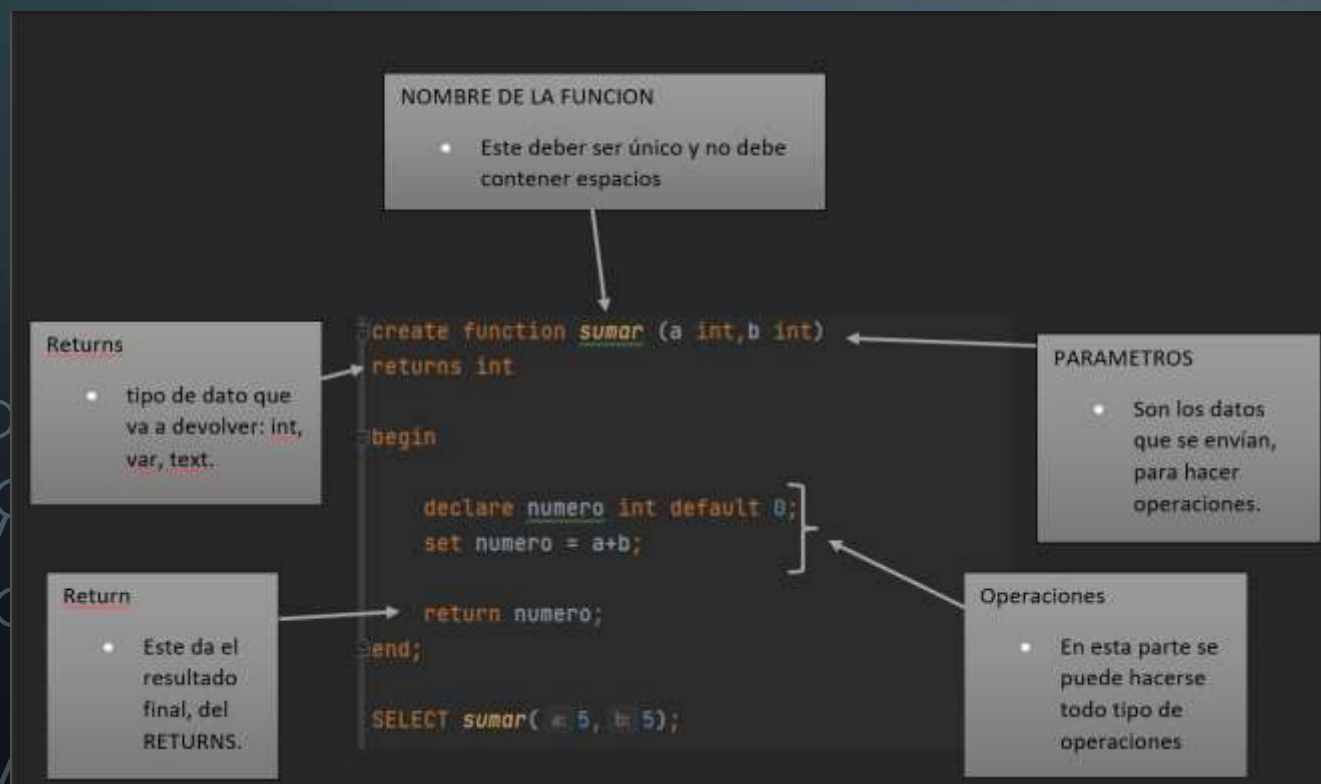 NOMBRE DE LA FUNCION
Este deber ser único y no debe
contener espacios
Returns
tipo de dato que
va a devolver: int,
var, text.
create function sumar (a int,b int)
returns int
begin
declare numero int default 0;
set numero = a+b;
return numero;
end;
SELECT sumar( a: 5, b: 5);
PARAMETROS
Son los datos
que se envían,
para hacer
operaciones.
Return
Este da el
resultado
final, del
RETURNS.
Operaciones
En esta parte se
puede hacerse
todo tipo de
operaciones